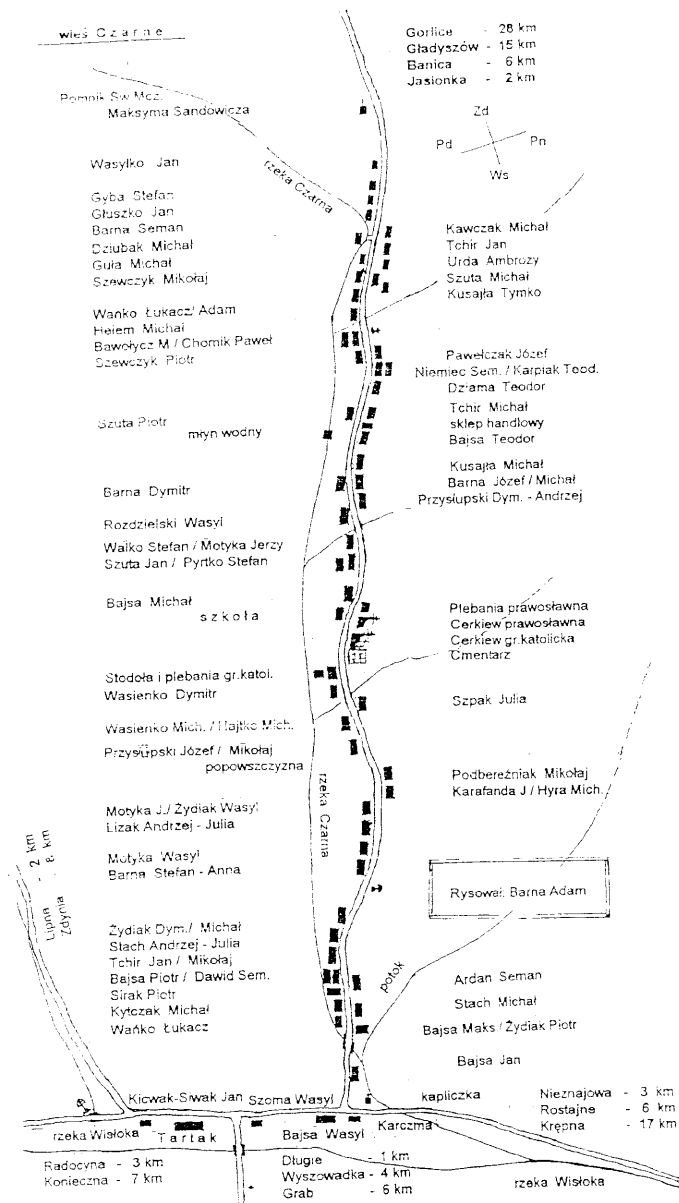 wieś Czarne
Gorlice - 28 km
Gładyszów - 15 km
Banica - 6 km
Jasionka - 2 km
Zd
Pd
Pn
Ws
Pomnik Św Mcz.
Maksyma Sandowicza
rzeka Czarna
Wasylko Jan
Gyba Stefan
Głuszko Jan
Barna Seman
Dziubak Michał
Guła Michał
Szewczyk Mikołaj
Kawczak Michał
Tchir Jan
Urda Ambrozy
Szuta Michał
Kusajła Tymko
Wańko Łukacz/ Adam
Helem Michał
Bawołycz M / Chomik Paweł
Szewczyk Piotr
Pawełczak Józef
Niemiec Sem. / Karpiak Teod.
Dziama Teodor
Szuta Piotr
młyn wodny
Tchir Michał
sklep handlowy
Bajsa Teodor
Barna Dymitr
Kusajła Michał
Barna Józef / Michał
Przysłupski Dym. - Andrzej
Rozdzielski Wasyl
Walko Stefan / Motyka Jerzy
Szuta Jan / Pyrtko Stefan
Bajsa Michał
szkoła
Plebania prawosławna
Cerkiew prawosławna
Cerkiew gr.katolicka
Cmentarz
Stodoła i plebania gr.katol.
Wasienko Dymitr
Szpak Julia
Wasienko Mich. / Hajtko Mich.
Przysłupski Józef / Mikołaj
popowszczyzna
rzeka Czarna
Podbereźniak Mikołaj
Karafanda J / Hyra Mich.
Motyka J./ Żydiak Wasyl
Lizak Andrzej - Julia
Motyka Wasyl
Barna Stefan - Anna
Lipna - 2 km
Zdynia - 8 km
Rysował: Barna Adam
Żydiak Dym./ Michał
Stach Andrzej - Julia
Tchir Jan / Mikołaj
Bajsa Piotr / Dawid Sem.
Sirak Piotr
Kytczak Michał
Wańko Łukacz
potok
Ardan Seman
Stach Michał
Bajsa Maks./ Żydiak Piotr
Bajsa Jan
Kicwak-Siwak Jan
Szoma Wasyl
kapliczka
Nieznajowa - 3 km
Rostajne - 6 km
Krępna - 17 km
rzeka Wisłoka
Tartak
Bajsa Wasyl
Karczma
Radocyna - 3 km
Konieczna - 7 km
Długie - 1 km
Wyszowadka - 4 km
Grab - 6 km
rzeka Wisłoka